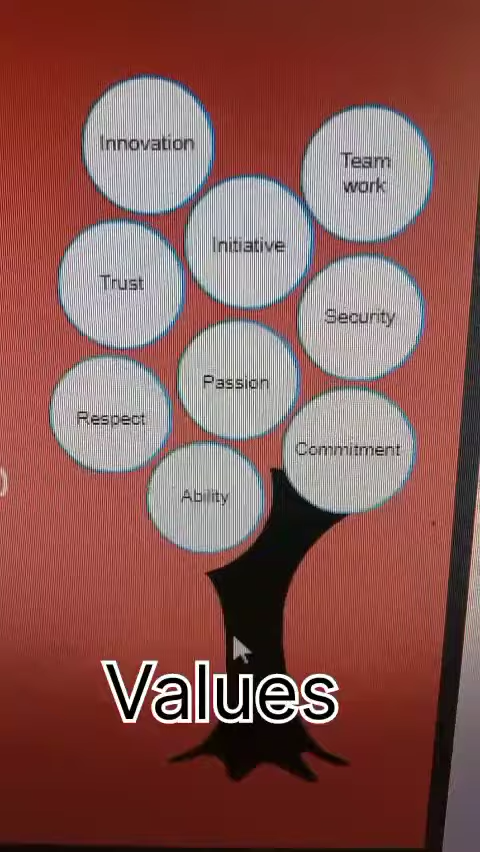 Innovation
Team
work
Initiative
Trust
Security
Passion
Respect
Commitment
Ability
Values